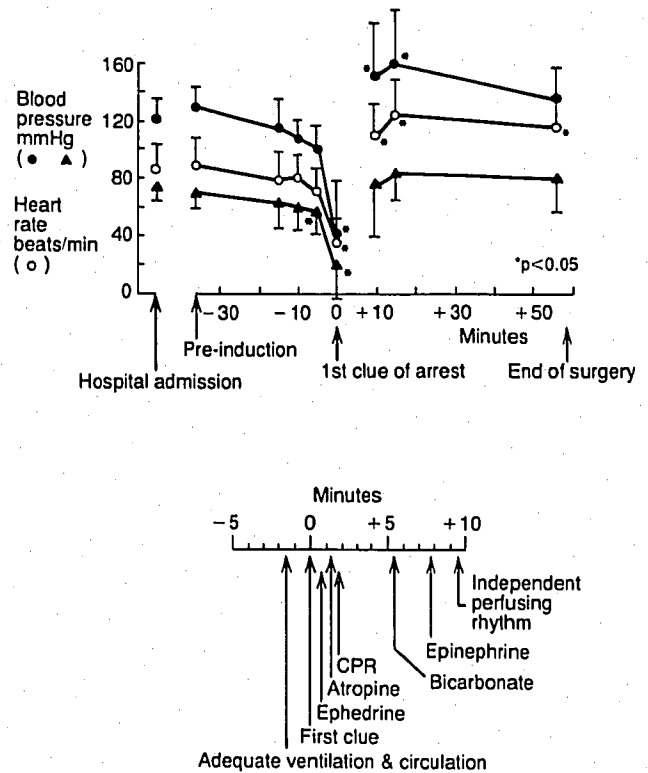 160
120
80
40
0
Blood
pressure
mmHg
( ● ▲ )
Heart
rate
beats/min
( o )
*p<0.05
-30
-10
0
+10
+30
+50
Minutes
Pre-induction
Hospital admission
1st clue of arrest
End of surgery
Minutes
-5
0
+5
+10
Independent
perfusing
rhythm
Epinephrine
Bicarbonate
CPR
Atropine
Ephedrine
First clue
Adequate ventilation & circulation